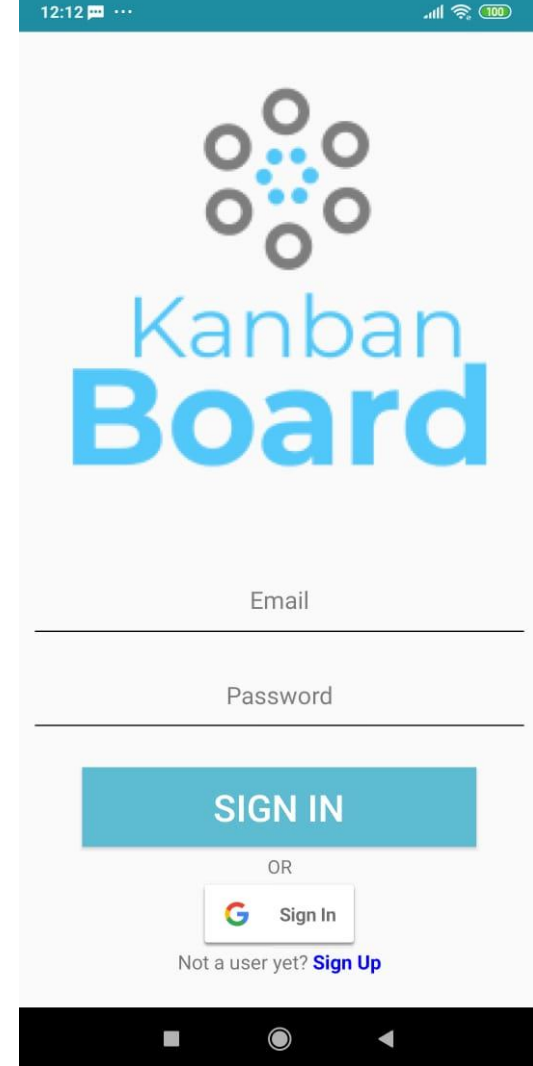 12:12 ...
100
Kanban
Board
Email
Password
SIGN IN
OR
G Sign In
Not a user yet? Sign Up